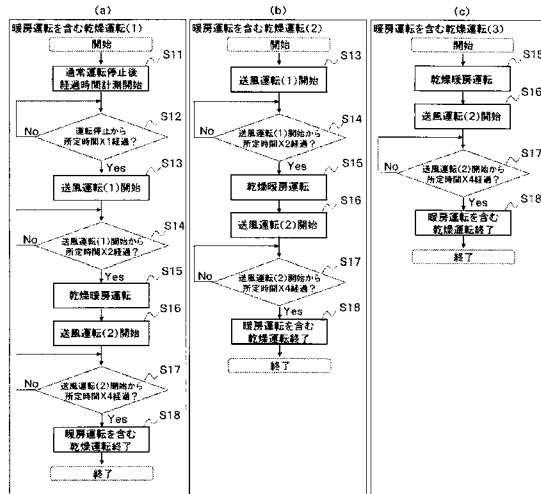 (a)
暖房運転を含む乾燥運転(1)
開始
S11
通常運転停止後
経過時間計測開始
S12
運転停止から
所定時間X1経過?
No
Yes
S13
送風運転(1)開始
S14
送風運転(1)開始から
所定時間X2経過?
No
Yes
S15
乾燥暖房運転
S16
送風運転(2)開始
S17
送風運転(2)開始から
所定時間X4経過?
No
Yes
S18
暖房運転を含む
乾燥運転終了
終了
(b)
暖房運転を含む乾燥運転(2)
開始
S13
送風運転(1)開始
S14
送風運転(1)開始から
所定時間X2経過?
No
Yes
S15
乾燥暖房運転
S16
送風運転(2)開始
S17
送風運転(2)開始から
所定時間X4経過?
No
Yes
S18
暖房運転を含む
乾燥運転終了
終了
(c)
暖房運転を含む乾燥運転(3)
開始
S15
乾燥暖房運転
S16
送風運転(2)開始
S17
送風運転(2)開始から
所定時間X4経過?
No
Yes
S18
暖房運転を含む
乾燥運転終了
終了